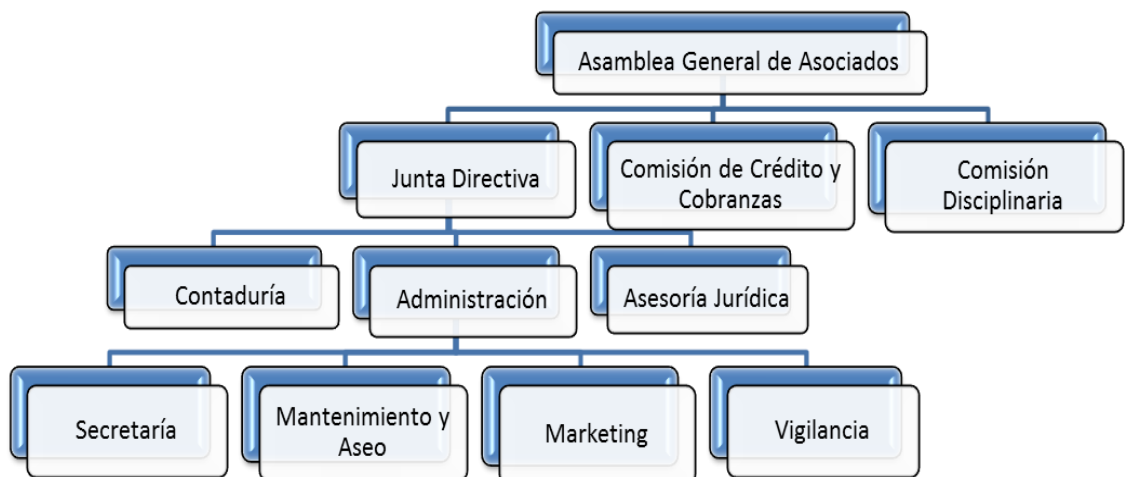 Asamblea General de Asociados
Junta Directiva
Comisión de Crédito y
Cobranzas
Comisión
Disciplinaria
Contaduría
Administración
Asesoría Jurídica
Secretaría
Mantenimiento y
Aseo
Marketing
Vigilancia